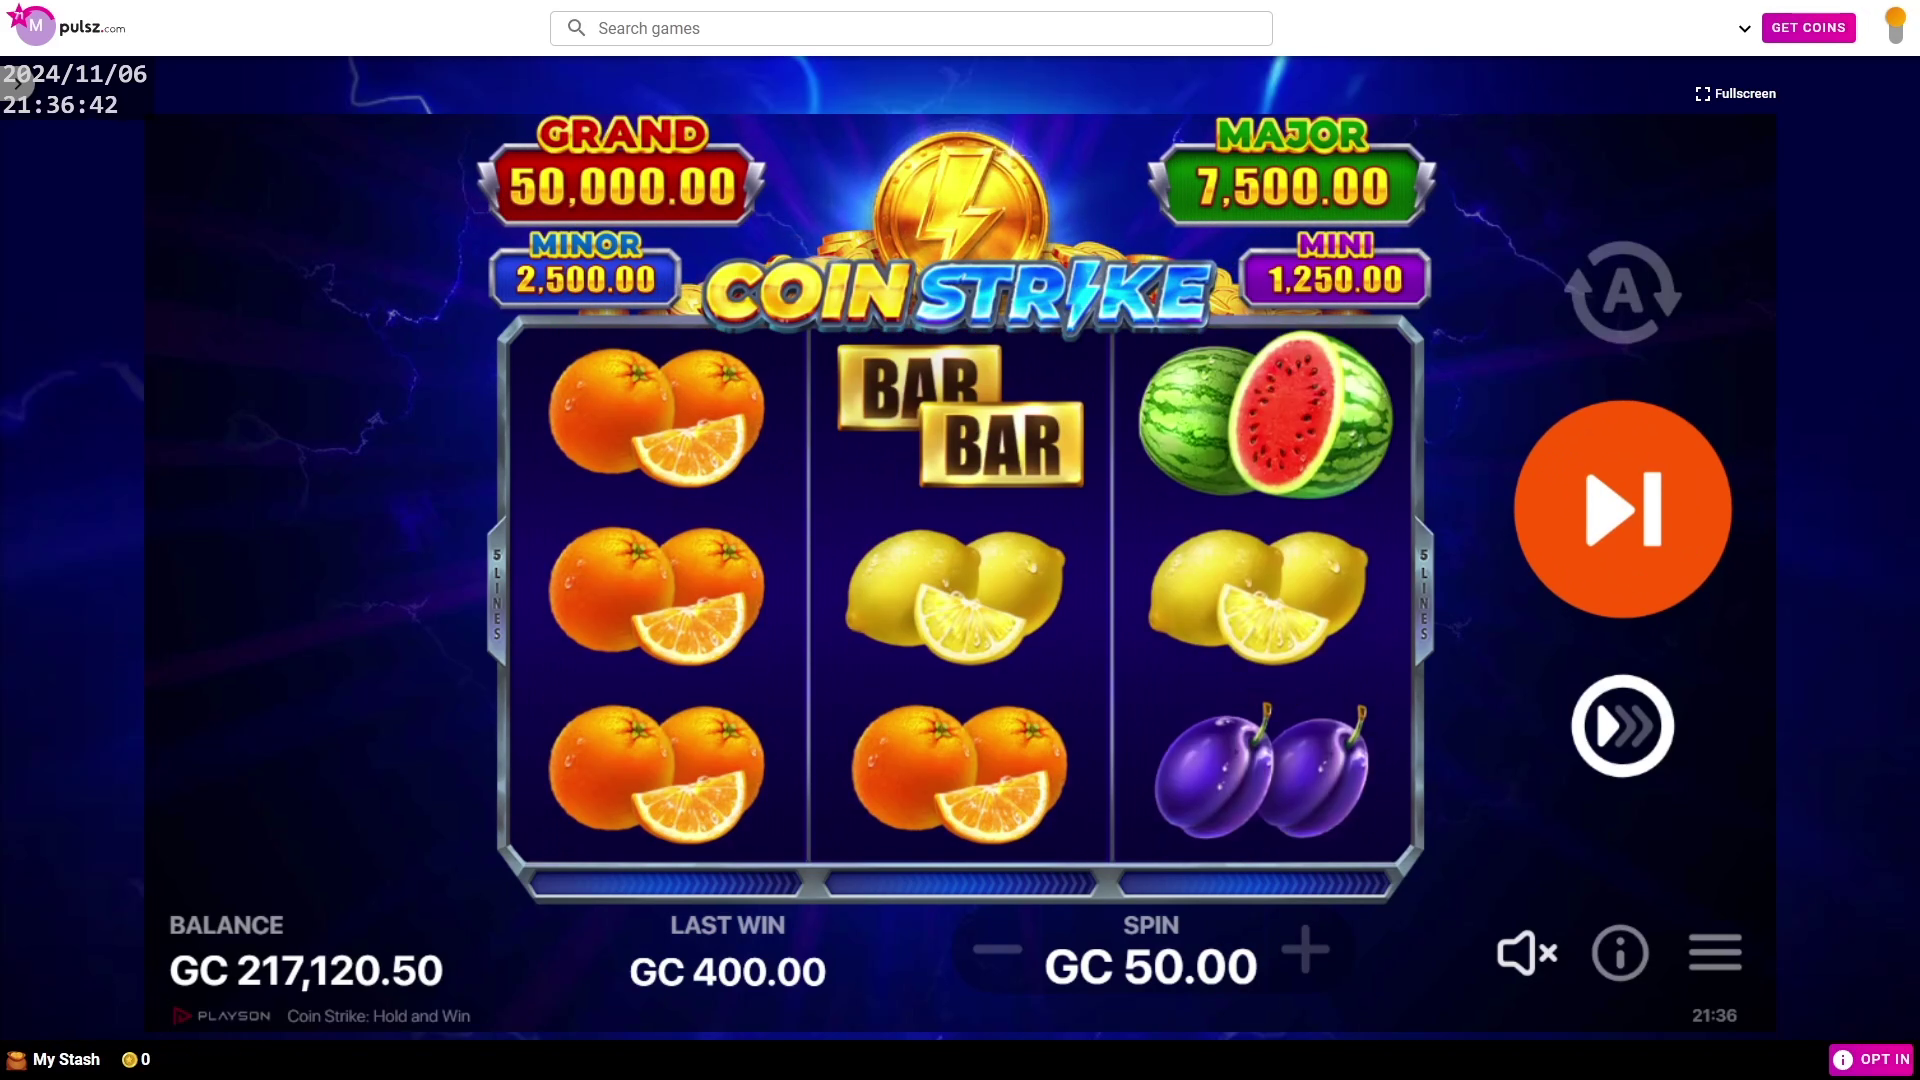 M pulsz.com
Search games
GET COINS
2024/11/06
21:36:42
Fullscreen
GRAND
50,000.00
MAJOR
7,500.00
MINOR
2,500.00
MINI
1,250.00
COIN STRIKE
A
BAR
BAR
5 LINES
5 LINES
BALANCE
GC 217,120.50
LAST WIN
GC 400.00
SPIN
GC 50.00
PLAYSON
Coin Strike: Hold and Win
21:36
My Stash
0
OPT IN